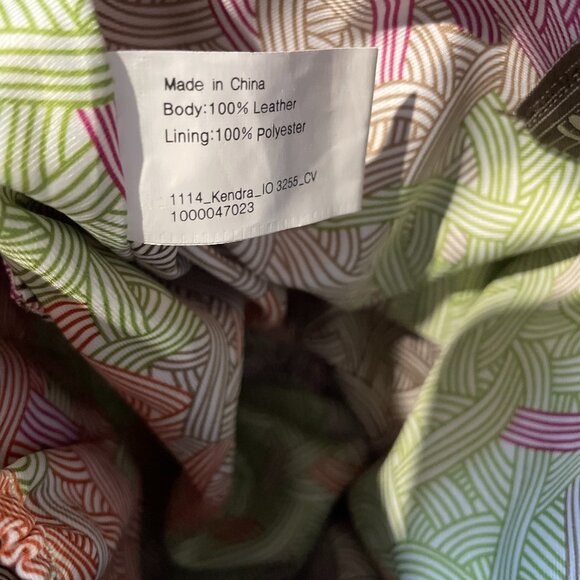 Made in China
Body:100% Leather
Lining:100% Polyester
1114_Kendra_IO 3255_CV
1000047023